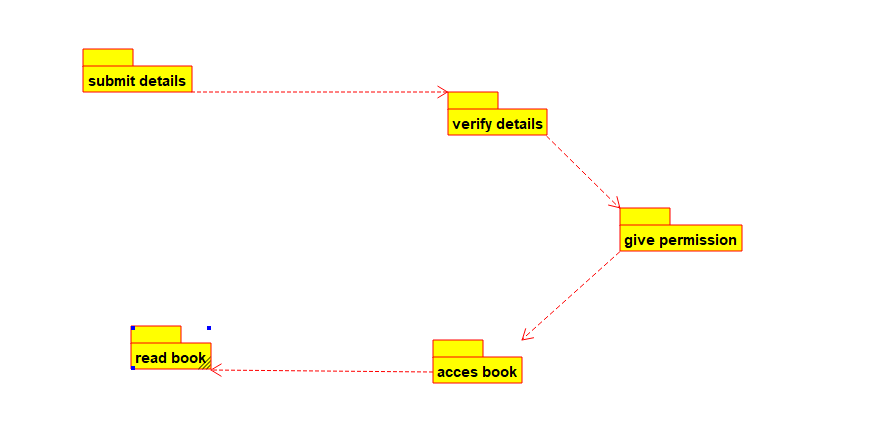 submit details
verify details
give permission
acces book
read book